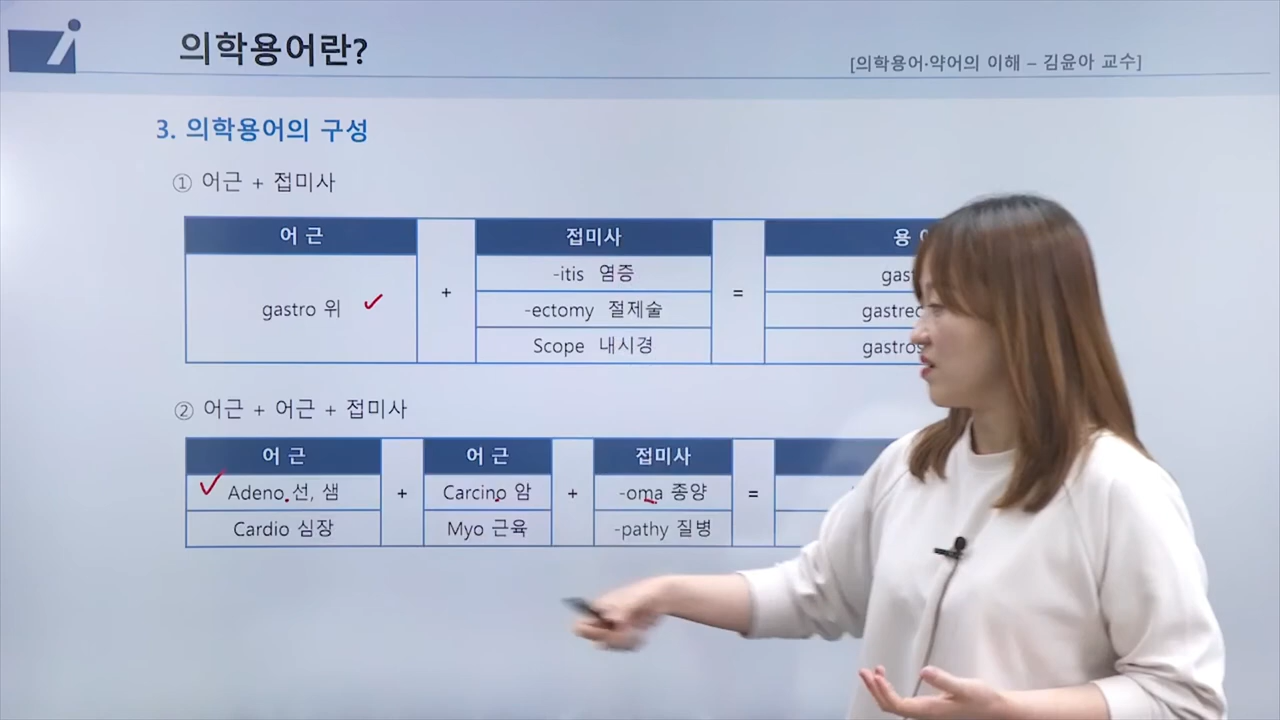 의학용어란?
[의학용어·약어의 이해 – 김윤아 교수]
3. 의학용어의 구성
① 어근 + 접미사
어 근 + 접미사 = 용
gastro 위
-itis 염증 gast
-ectomy 절제술 gastrec
Scope 내시경 gastros
② 어근 + 어근 + 접미사
어 근 + 어 근 + 접미사 =
Adeno 선, 샘 Carcino 암 -oma 종양
Cardio 심장 Myo 근육 -pathy 질병